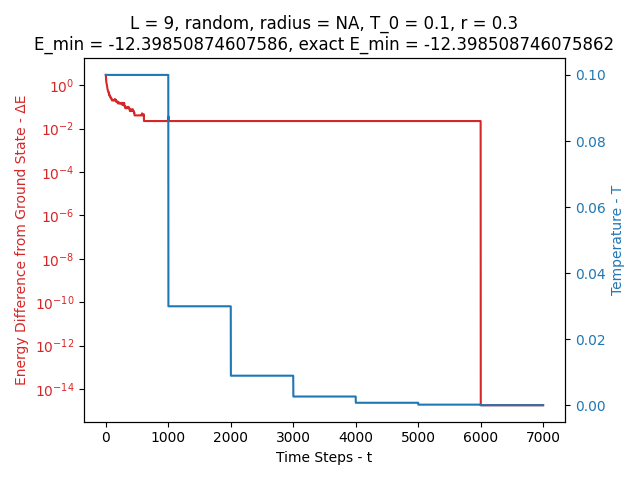 L = 9, random, radius = NA, T_0 = 0.1, r = 0.3
E_min = -12.39850874607586, exact E_min = -12.398508746075862
Energy Difference from Ground State - ΔE
10⁰
10⁻²
10⁻⁴
10⁻⁶
10⁻⁸
10⁻¹⁰
10⁻¹²
10⁻¹⁴
0.10
0.08
0.06
0.04
0.02
0.00
Temperature - T
0 1000 2000 3000 4000 5000 6000 7000
Time Steps - t